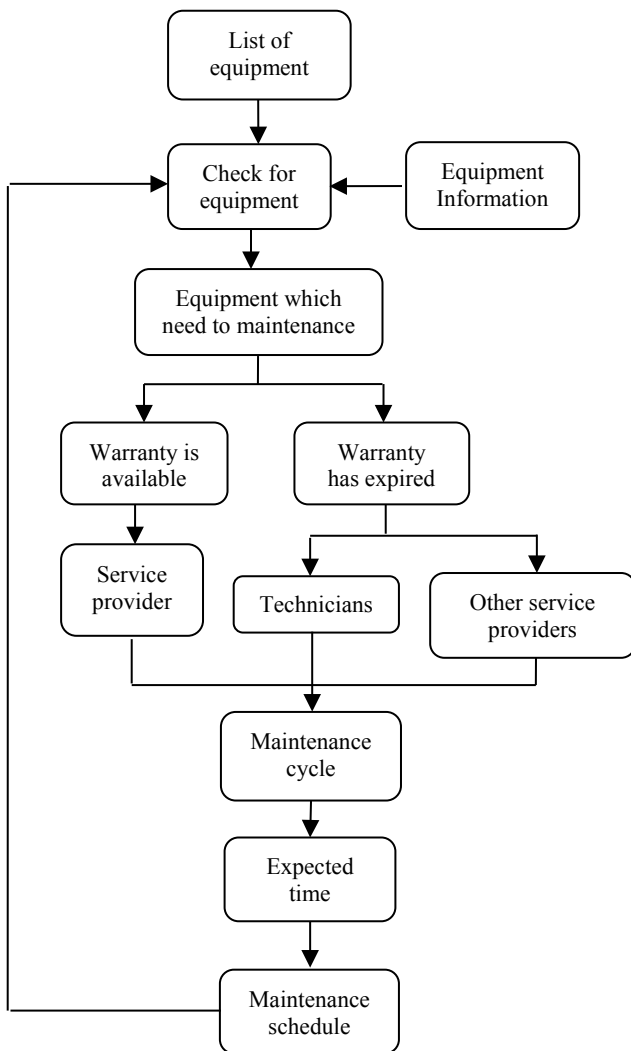 List of
equipment
Check for
equipment
Equipment
Information
Equipment which
need to maintenance
Warranty is
available
Warranty
has expired
Service
provider
Technicians
Other service
providers
Maintenance
cycle
Expected
time
Maintenance
schedule